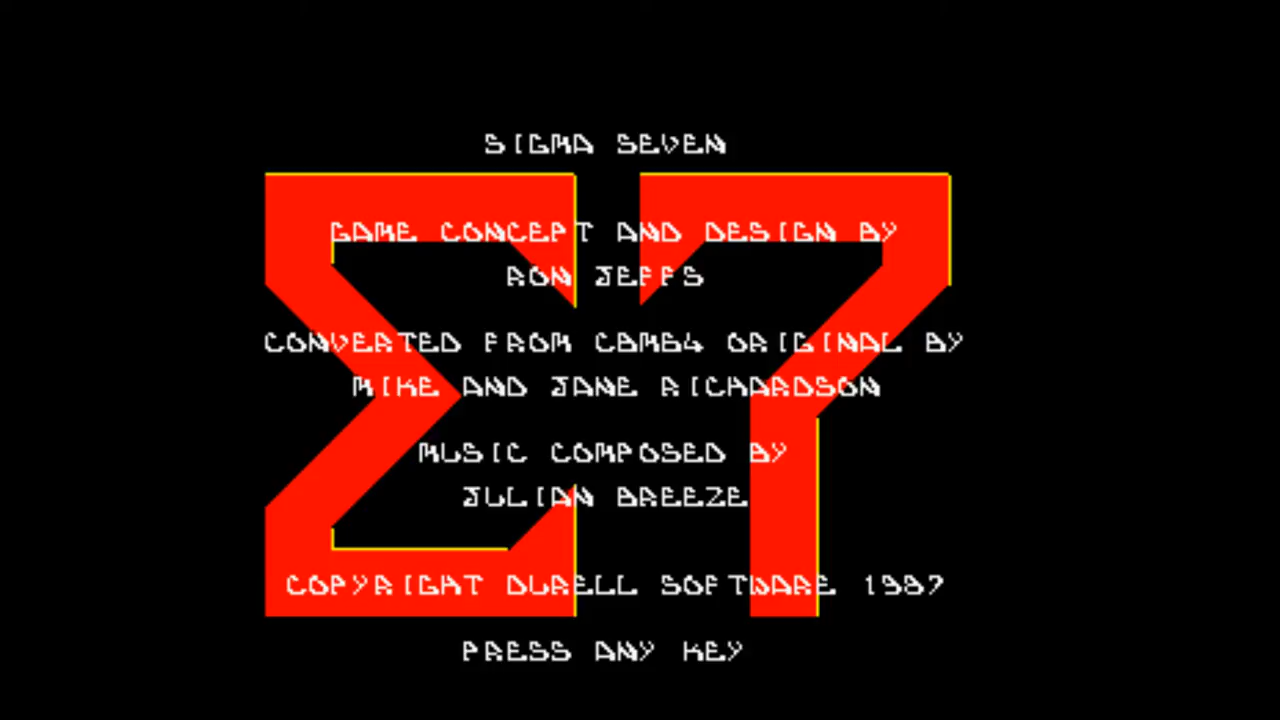 SIGMA SEVEN
GAME CONCEPT AND DESIGN BY
RON JEFFS
CONVERTED FROM CBM64 ORIGINAL BY
MIKE AND JANE RICHARDSON
MUSIC COMPOSED BY
JULIAN BREEZE
COPYRIGHT DURELL SOFTWARE 1987
PRESS ANY KEY